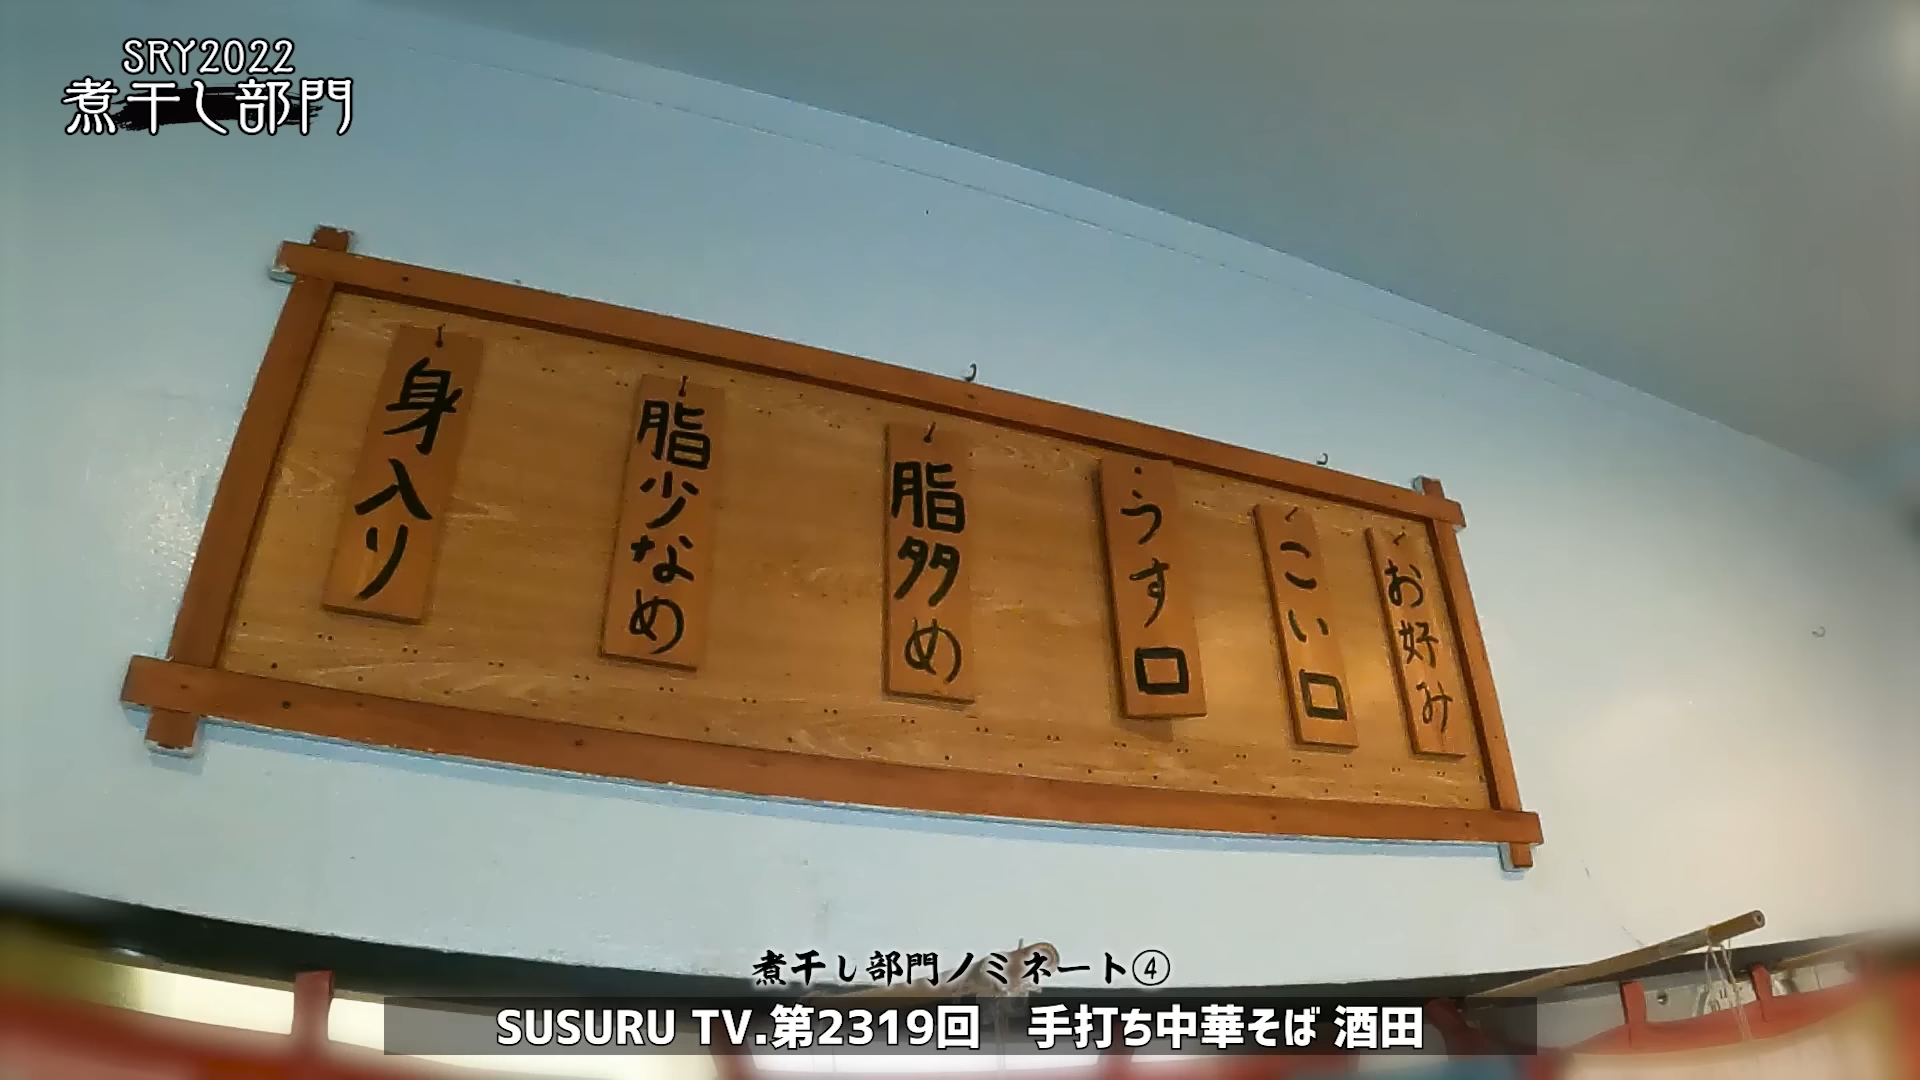 SRY2022
煮干し部門
お好み
こい口
うす口
脂多め
脂少なめ
身入り
煮干し部門ノミネート④
SUSURU TV.第2319回 手打ち中華そば 酒田